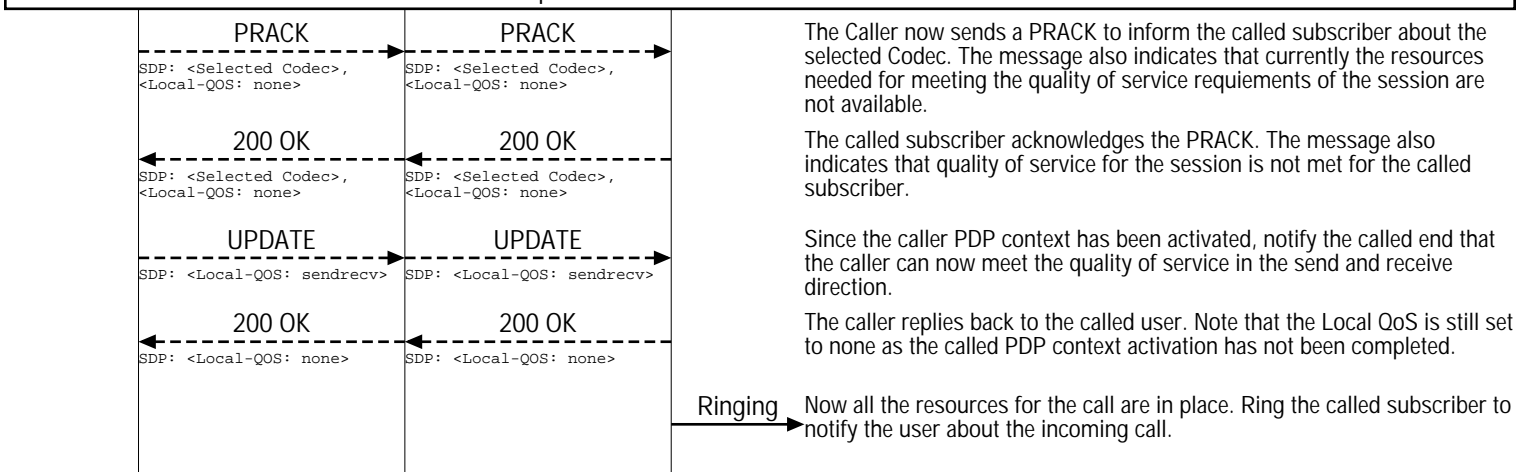 PRACK PRACK
SDP: <Selected Codec>, SDP: <Selected Codec>,
<Local-QOS: none> <Local-QOS: none>
The Caller now sends a PRACK to inform the called subscriber about the
selected Codec. The message also indicates that currently the resources
needed for meeting the quality of service requiements of the session are
not available.
200 OK 200 OK
SDP: <Selected Codec>, SDP: <Selected Codec>,
<Local-QOS: none> <Local-QOS: none>
The called subscriber acknowledges the PRACK. The message also
indicates that quality of service for the session is not met for the called
subscriber.
UPDATE UPDATE
SDP: <Local-QOS: sendrecv> SDP: <Local-QOS: sendrecv>
Since the caller PDP context has been activated, notify the called end that
the caller can now meet the quality of service in the send and receive
direction.
200 OK 200 OK
SDP: <Local-QOS: none> SDP: <Local-QOS: none>
The caller replies back to the called user. Note that the Local QoS is still set
to none as the called PDP context activation has not been completed.
Ringing
Now all the resources for the call are in place. Ring the called subscriber to
notify the user about the incoming call.